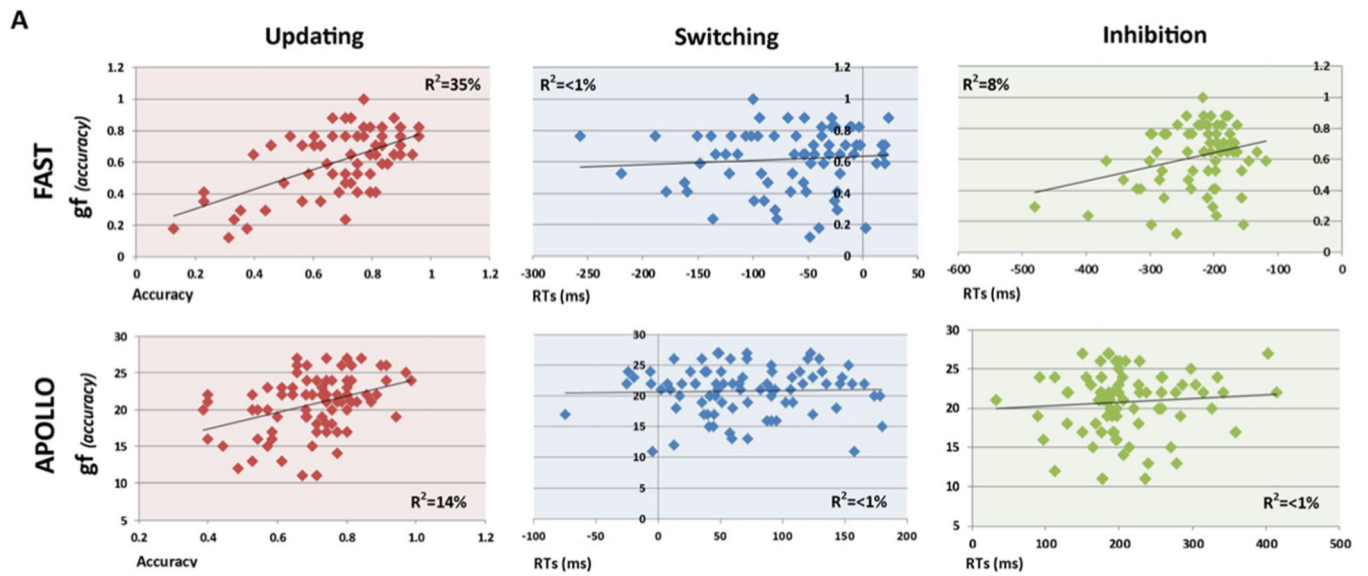 A
Updating
Switching
Inhibition
FAST
gf (accuracy)
1.2
1
0.8
0.6
0.4
0.2
0
R²=35%
0 0.2 0.4 0.6 0.8 1 1.2
Accuracy
R²=<1%
1.2
1
0.8
0.6
0.4
0.2
0
-300 -250 -200 -150 -100 -50 0 50
RTs (ms)
R²=8%
1.2
1
0.8
0.6
0.4
0.2
0
-600 -500 -400 -300 -200 -100 0
RTs (ms)
APOLLO
gf (accuracy)
30
25
20
15
10
5
R²=14%
0.2 0.4 0.6 0.8 1 1.2
Accuracy
30
25
20
15
10
5
0
R²=<1%
-100 -50 0 50 100 150 200
RTs (ms)
30
25
20
15
10
5
R²=<1%
0 100 200 300 400 500
RTs (ms)